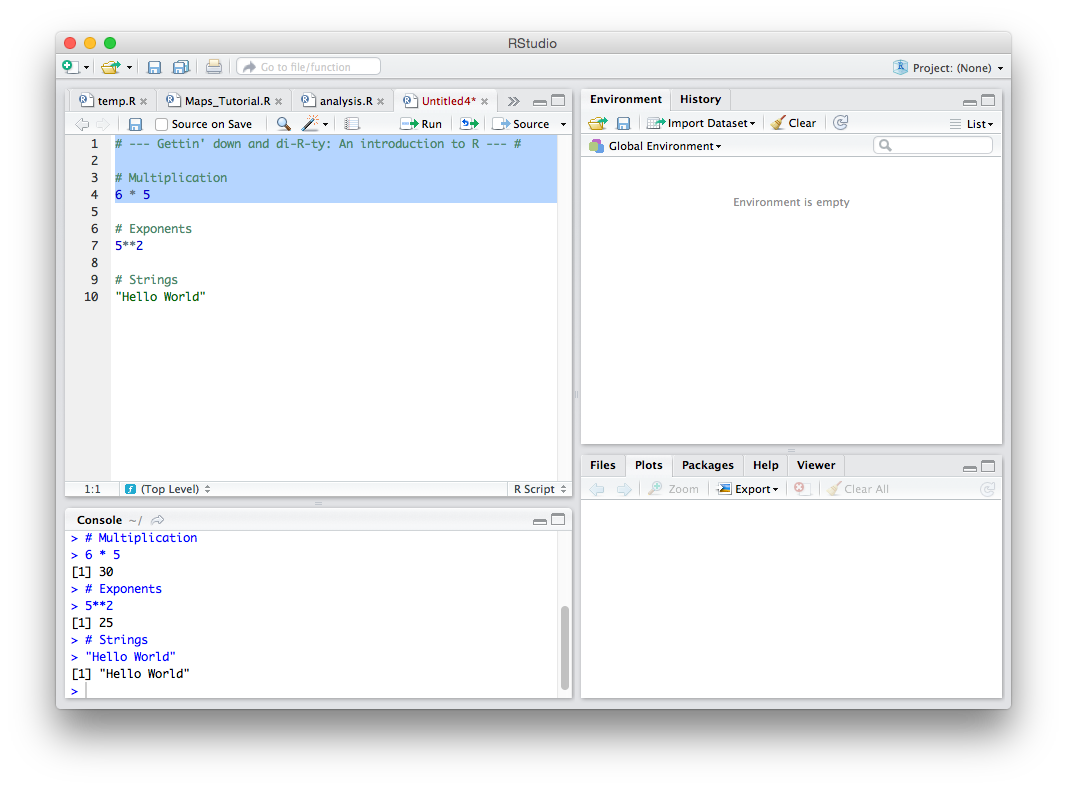 RStudio
Go to file/function
Project: (None)
temp.R Maps_Tutorial.R analysis.R Untitled4*
Source on Save Run Source
1 # --- Gettin' down and di-R-ty: An introduction to R --- #
2
3 # Multiplication
4 6 * 5
5
6 # Exponents
7 5**2
8
9 # Strings
10 "Hello World"
1:1 (Top Level) R Script
Console ~/
> # Multiplication
> 6 * 5
[1] 30
> # Exponents
> 5**2
[1] 25
> # Strings
> "Hello World"
[1] "Hello World"
>
Environment History
Import Dataset Clear List
Global Environment
Environment is empty
Files Plots Packages Help Viewer
Zoom Export Clear All